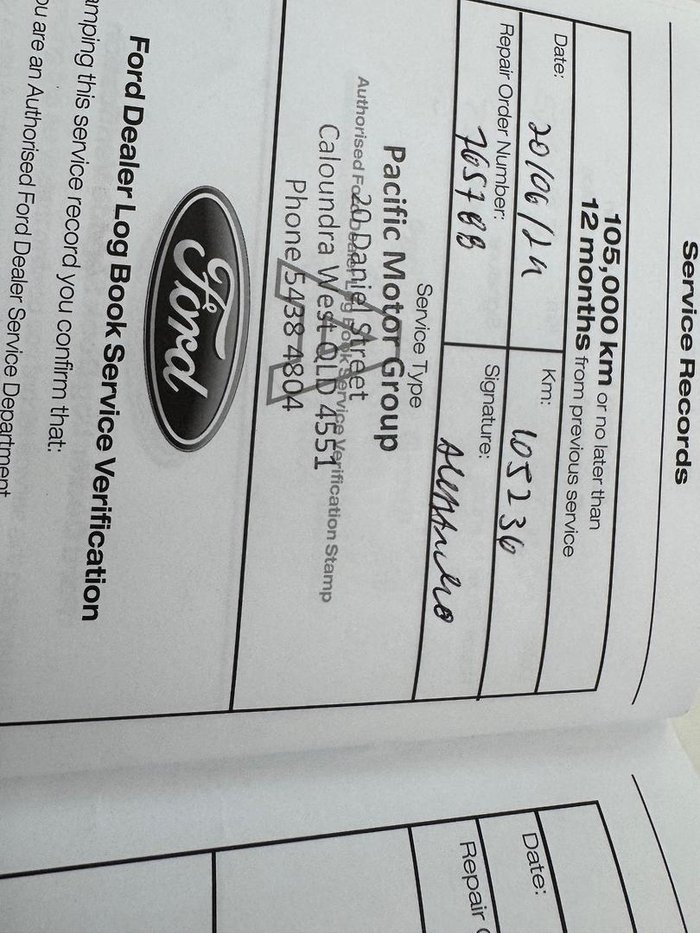 Service Records
105,000 km or no later than
12 months from previous service
Date: 20/06/24
Km: 105236
Repair Order Number:
Signature:
Service Type
Pacific Motor Group
20 Daniel Street
Authorised Ford Dealer Log Book Service Verification Stamp
Caloundra West QLD 4551
Phone 5438 4804
Ford
Ford Dealer Log Book Service Verification
amping this service record you confirm that:
ou are an Authorised Ford Dealer Service Department
Date:
Repair